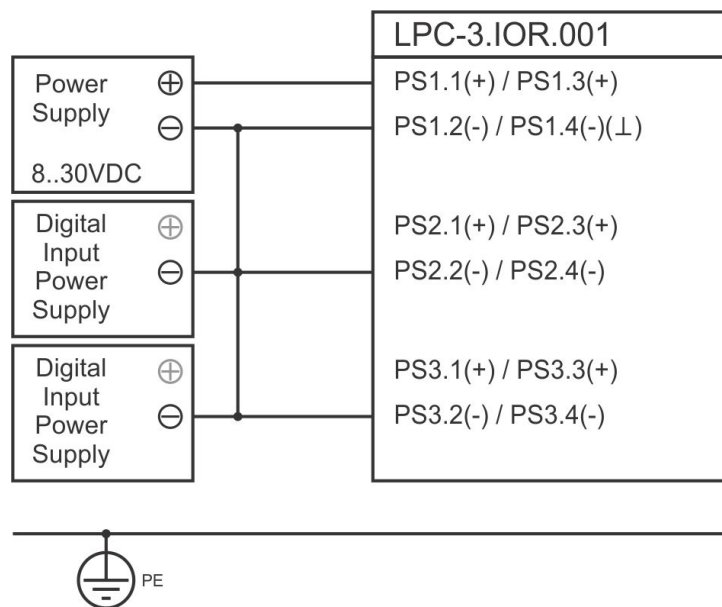 LPC-3.IOR.001
Power
Supply
8..30VDC
PS1.1(+) / PS1.3(+)
PS1.2(-) / PS1.4(-)(⊥)
Digital
Input
Power
Supply
PS2.1(+) / PS2.3(+)
PS2.2(-) / PS2.4(-)
Digital
Input
Power
Supply
PS3.1(+) / PS3.3(+)
PS3.2(-) / PS3.4(-)
PE